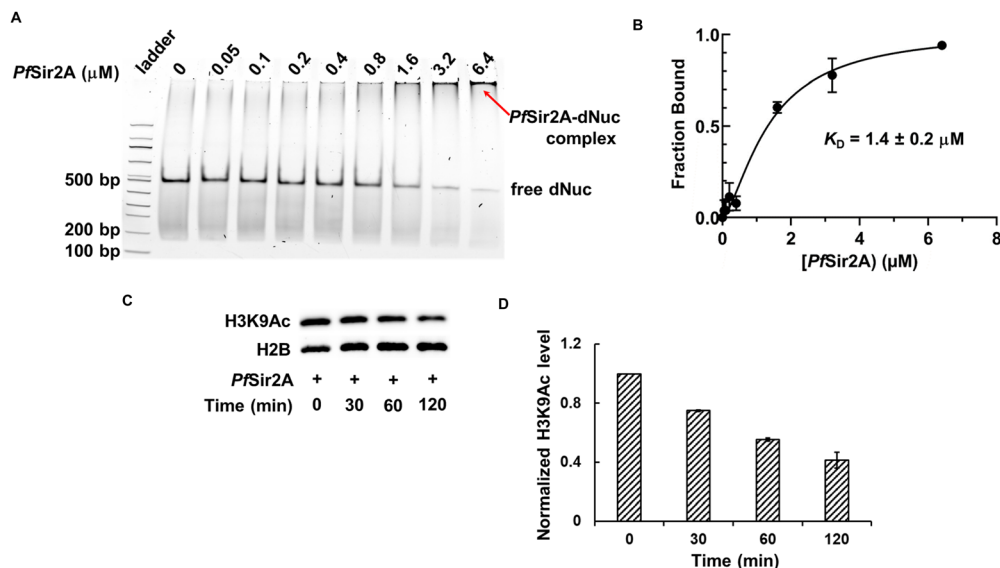 A
PfSir2A (µM) ladder 0 0.05 0.1 0.2 0.4 0.8 1.6 3.2 6.4
PfSir2A-dNuc
complex
500 bp
free dNuc
200 bp
100 bp
B
Fraction Bound
1.0
0.5
0.0
KD = 1.4 ± 0.2 µM
0 2 4 6 8
[PfSir2A) (µM)
C
H3K9Ac
H2B
PfSir2A + + + +
Time (min) 0 30 60 120
D
Normalized H3K9Ac level
1.2
0.8
0.4
0
0 30 60 120
Time (min)